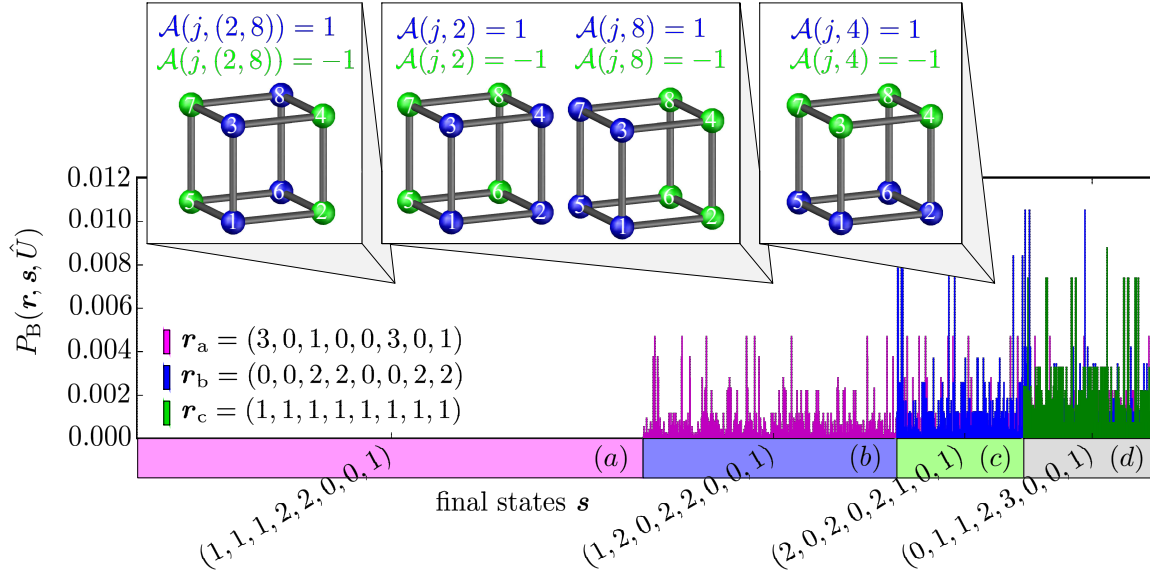 𝒜(j,(2,8)) = 1
𝒜(j,(2,8)) = −1
7 8 3 4 5 6 1 2
𝒜(j,2) = 1
𝒜(j,2) = −1
7 8 3 4 5 6 1 2
𝒜(j,8) = 1
𝒜(j,8) = −1
7 8 3 4 5 6 1 2
𝒜(j,4) = 1
𝒜(j,4) = −1
7 8 3 4 5 6 1 2
P_B(r, s, Û)
0.012
0.010
0.008
0.006
0.004
0.002
0.000
r_a = (3,0,1,0,0,3,0,1)
r_b = (0,0,2,2,0,0,2,2)
r_c = (1,1,1,1,1,1,1,1)
(a)
(b)
(c)
(d)
(1,1,1,2,2,0,0,1)
(1,2,0,2,2,0,0,1)
(2,0,2,0,2,1,0,1)
(0,1,1,2,3,0,0,1)
final states s